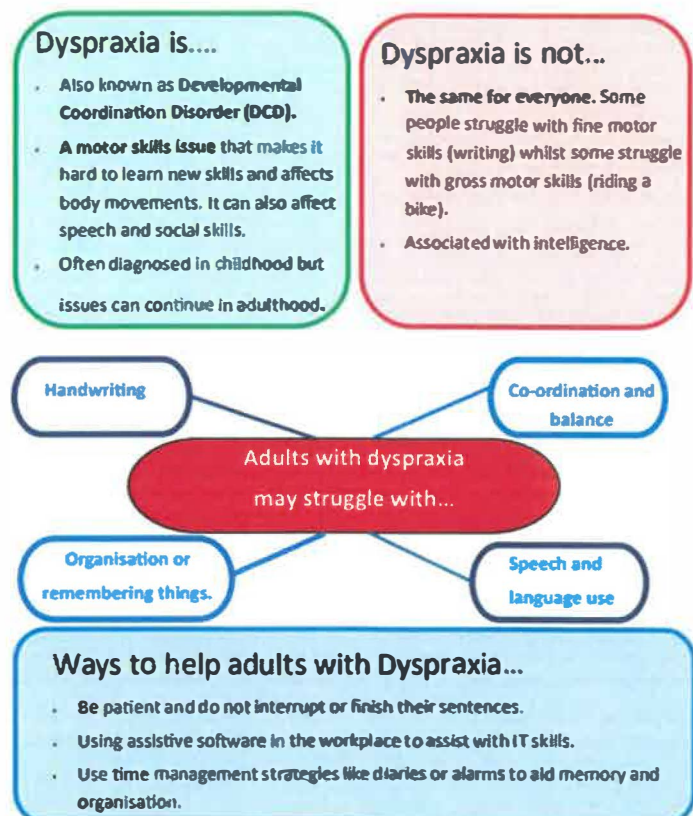 Dyspraxia is....
• Also known as Developmental
Coordination Disorder (DCD).
• A motor skills issue that makes it
hard to learn new skills and affects
body movements. It can also affect
speech and social skills.
• Often diagnosed in childhood but
issues can continue in adulthood.
Dyspraxia is not...
• The same for everyone. Some
people struggle with fine motor
skills (writing) whilst some struggle
with gross motor skills (riding a
bike).
• Associated with intelligence.
Handwriting
Co-ordination and
balance
Adults with dyspraxia
may struggle with...
Organisation or
remembering things.
Speech and
language use
Ways to help adults with Dyspraxia...
• Be patient and do not interrupt or finish their sentences.
• Using assistive software in the workplace to assist with IT skills.
• Use time management strategies like diaries or alarms to aid memory and
organisation.